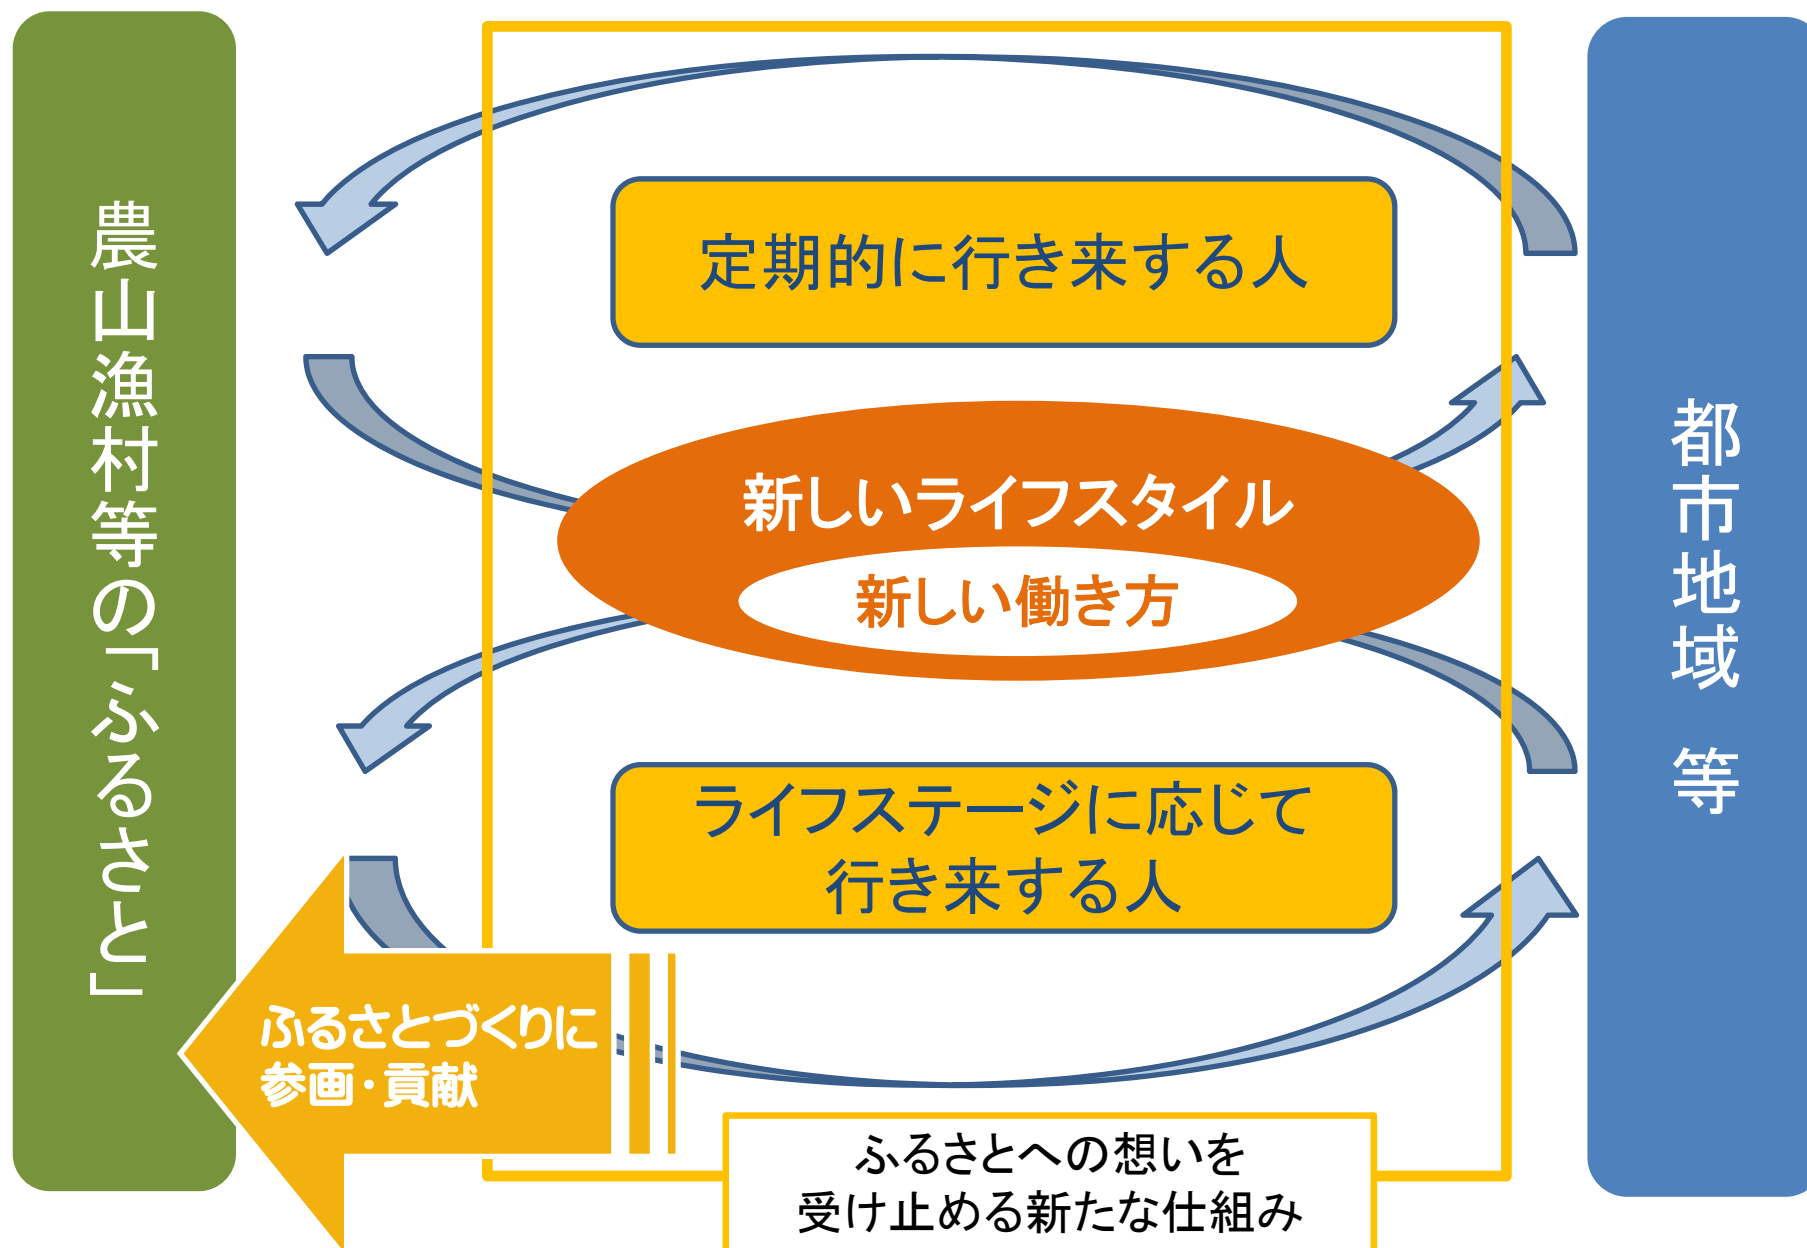 農山漁村等の「ふるさと」
定期的に行き来する人
新しいライフスタイル
新しい働き方
ライフステージに応じて
行き来する人
ふるさとづくりに
参画・貢献
ふるさとへの想いを
受け止める新たな仕組み
都市地域　等